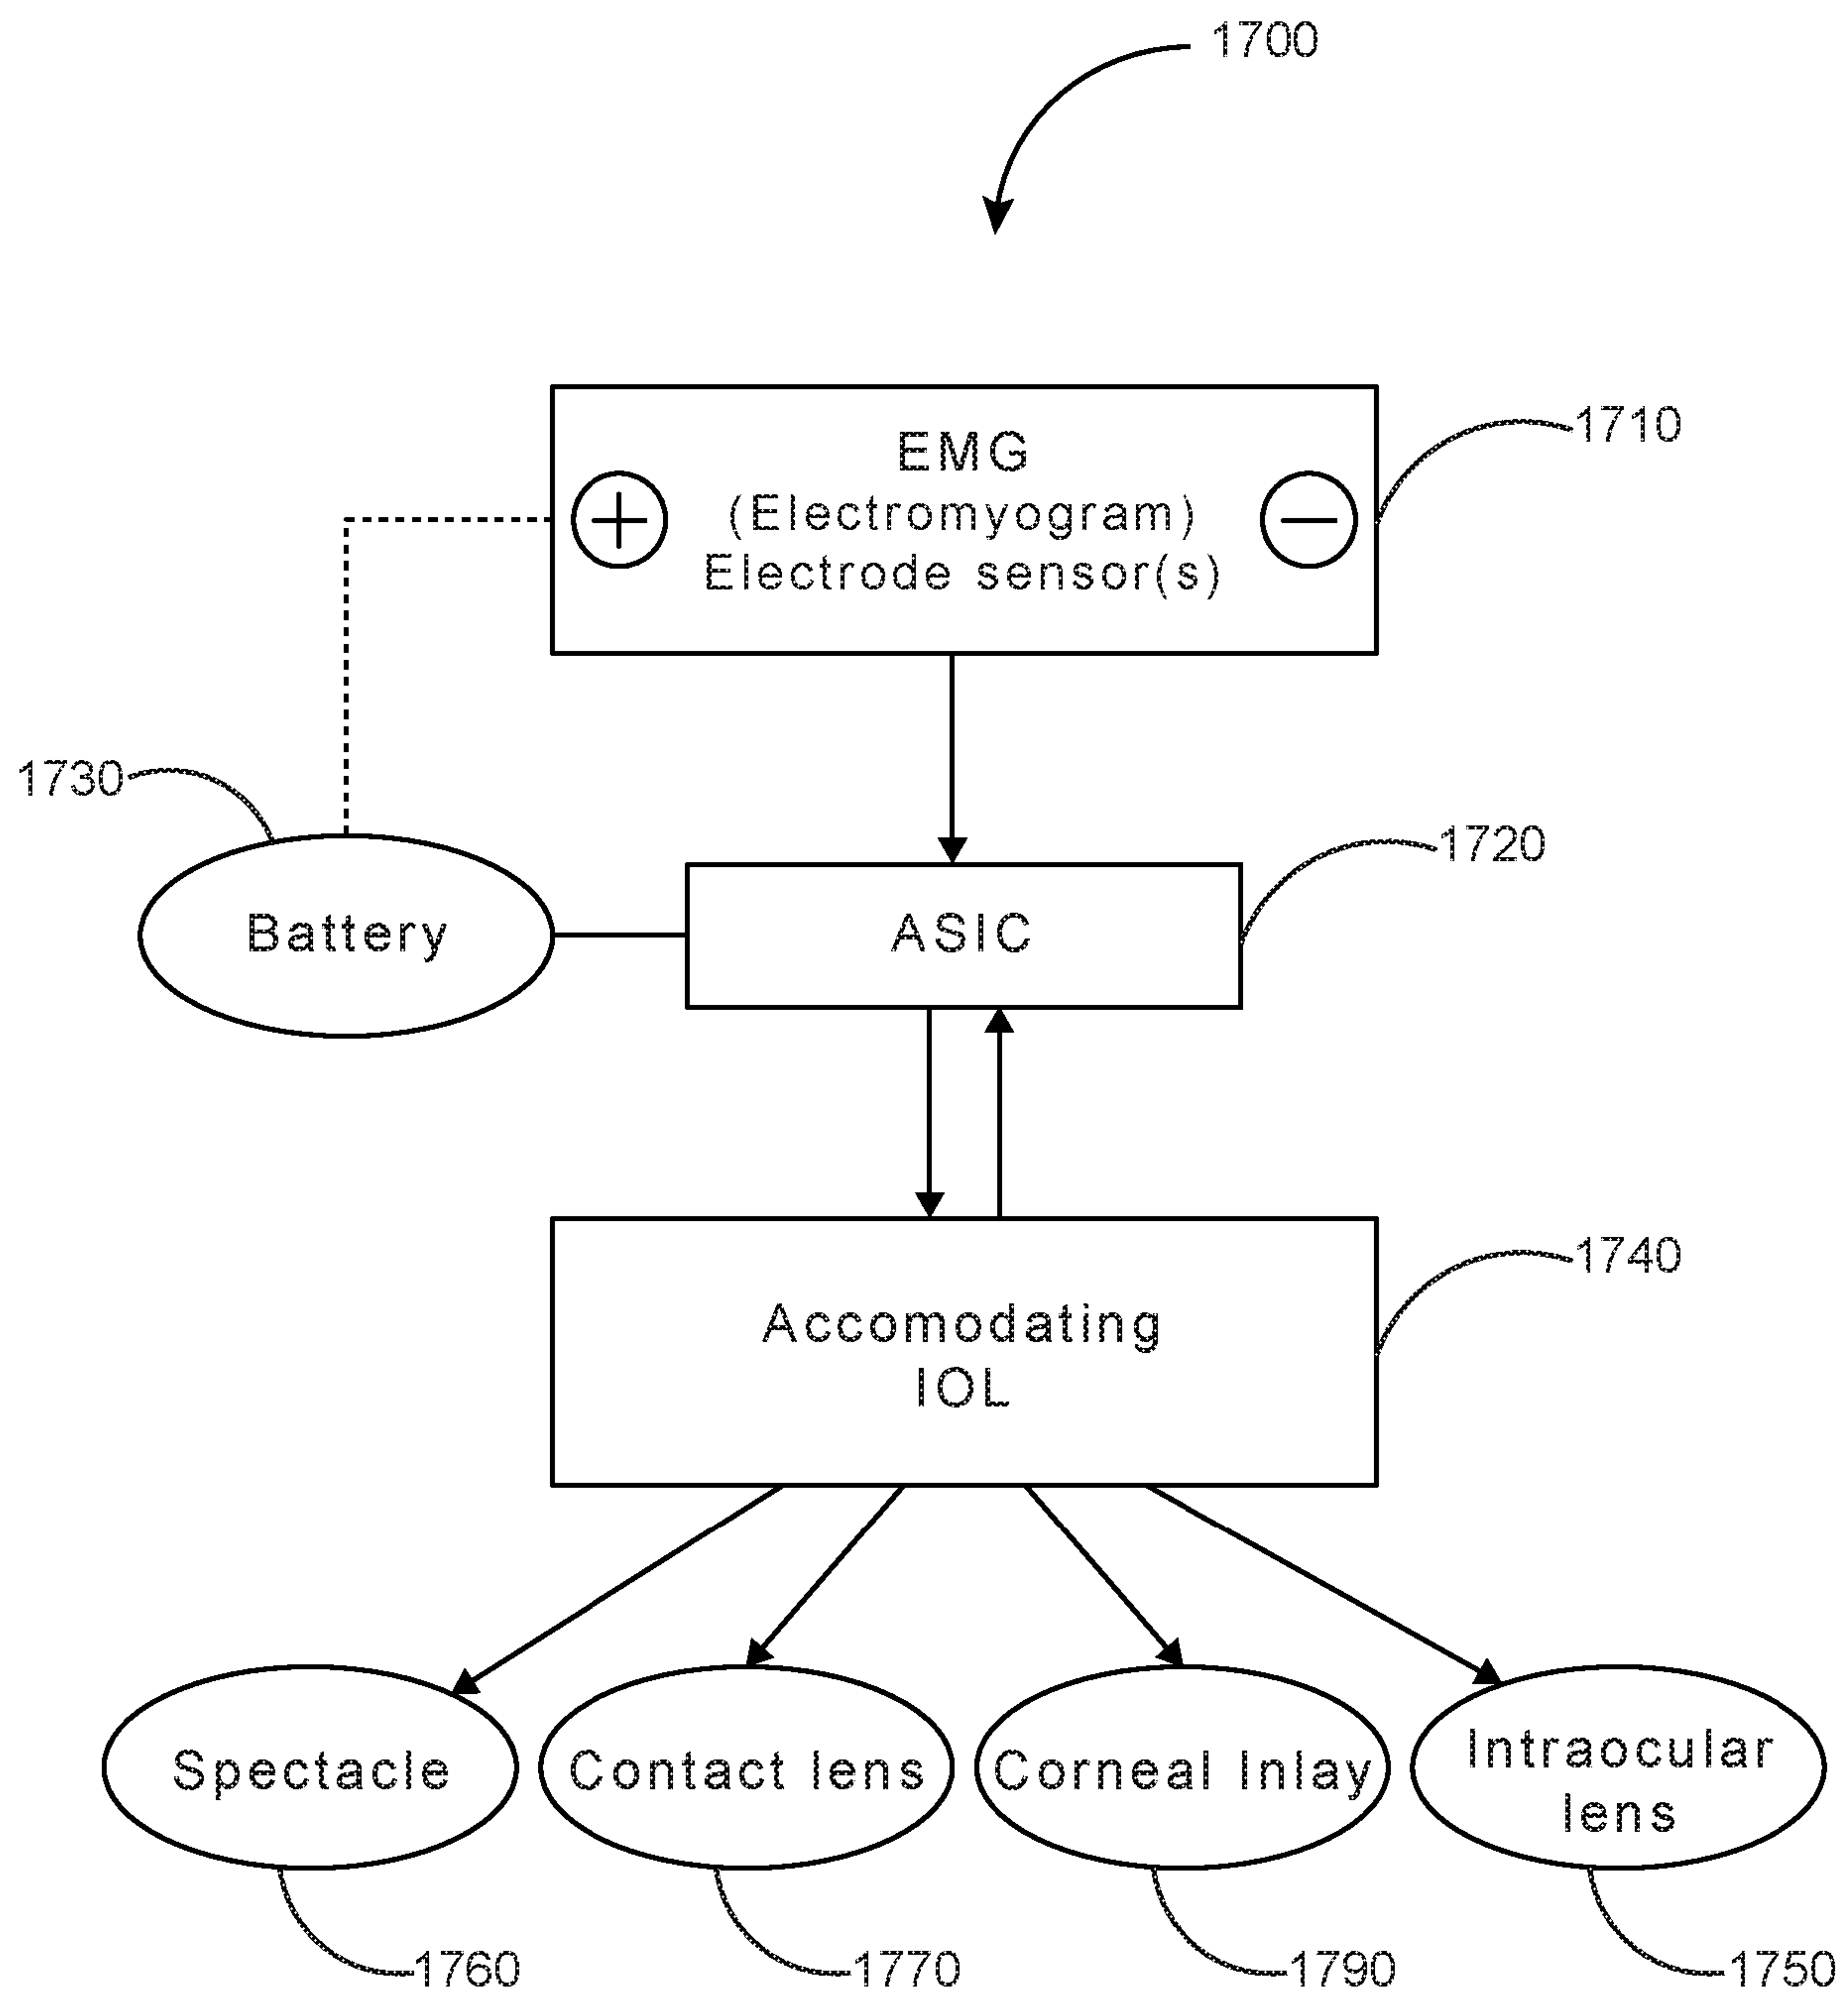 1700
EMG
(Electromyogram)
Electrode sensor(s)
1710
1730
1720
Battery
ASIC
1740
Accomodating
IOL
Spectacle
Contact lens
Corneal Inlay
Intraocular
lens
1760
1770
1790
1750